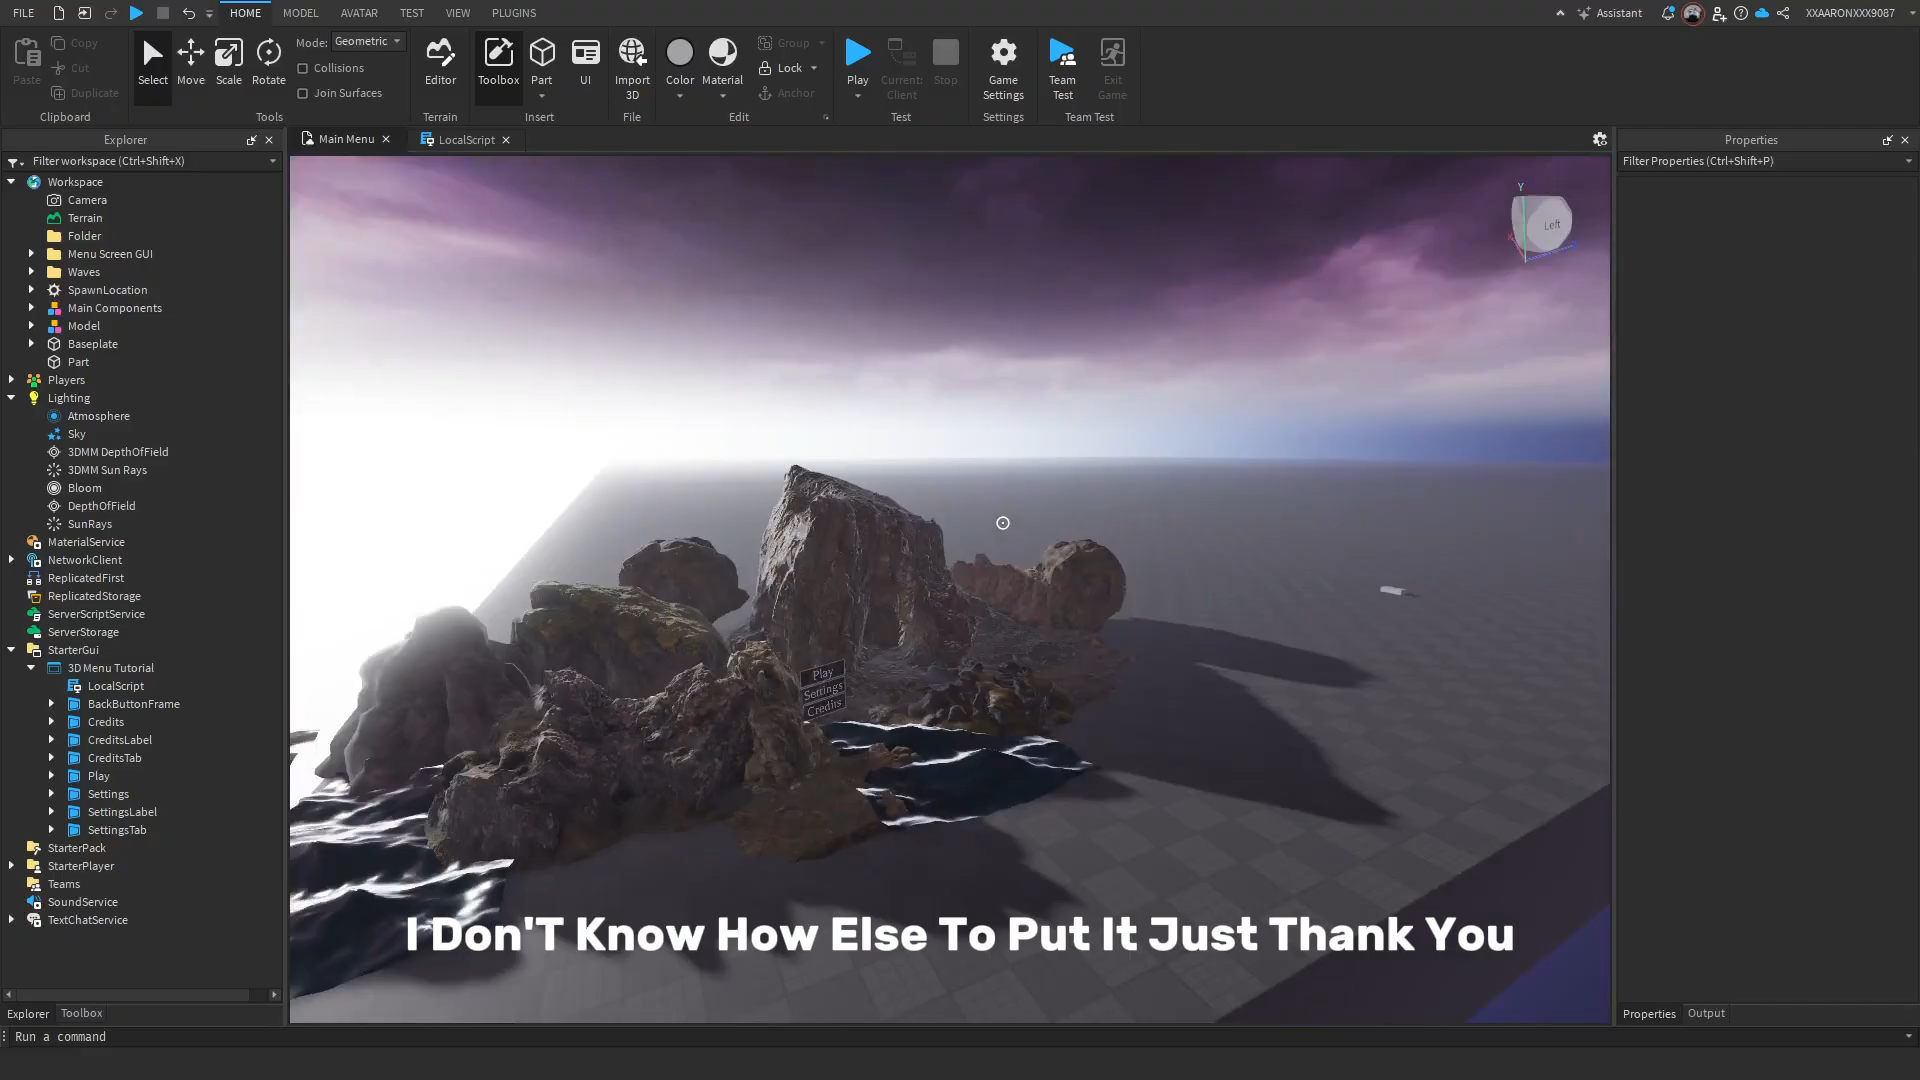 FILE
HOME
MODEL
AVATAR
TEST
VIEW
PLUGINS
Assistant
XXAARONXXX9087
Paste
Copy
Cut
Duplicate
Clipboard
Select
Move
Scale
Rotate
Mode: Geometric
Collisions
Join Surfaces
Tools
Editor
Terrain
Toolbox
Part
UI
Insert
Import
3D
File
Color
Material
Group
Lock
Anchor
Edit
Play
Current:
Client
Stop
Test
Game
Settings
Settings
Team
Test
Exit
Game
Team Test
Explorer
Filter workspace (Ctrl+Shift+X)
Workspace
Camera
Terrain
Folder
Menu Screen GUI
Waves
SpawnLocation
Main Components
Model
Baseplate
Part
Players
Lighting
Atmosphere
Sky
3DMM DepthOfField
3DMM Sun Rays
Bloom
DepthOfField
SunRays
MaterialService
NetworkClient
ReplicatedFirst
ReplicatedStorage
ServerScriptService
ServerStorage
StarterGui
3D Menu Tutorial
LocalScript
BackButtonFrame
Credits
CreditsLabel
CreditsTab
Play
Settings
SettingsLabel
SettingsTab
StarterPack
StarterPlayer
Teams
SoundService
TextChatService
Explorer
Toolbox
Main Menu
LocalScript
Y
Left
Play
Settings
Credits
I Don'T Know How Else To Put It Just Thank You
Properties
Filter Properties (Ctrl+Shift+P)
Properties
Output
Run a command